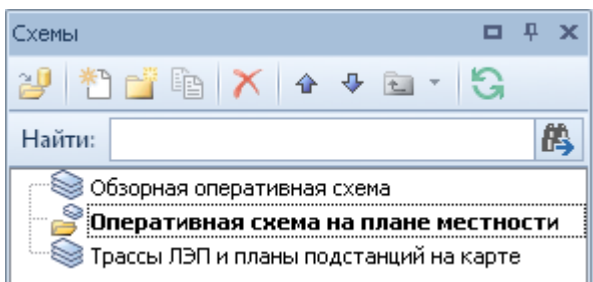 Схемы
Найти:
Обзорная оперативная схема
Оперативная схема на плане местности
Трассы ЛЭП и планы подстанций на карте